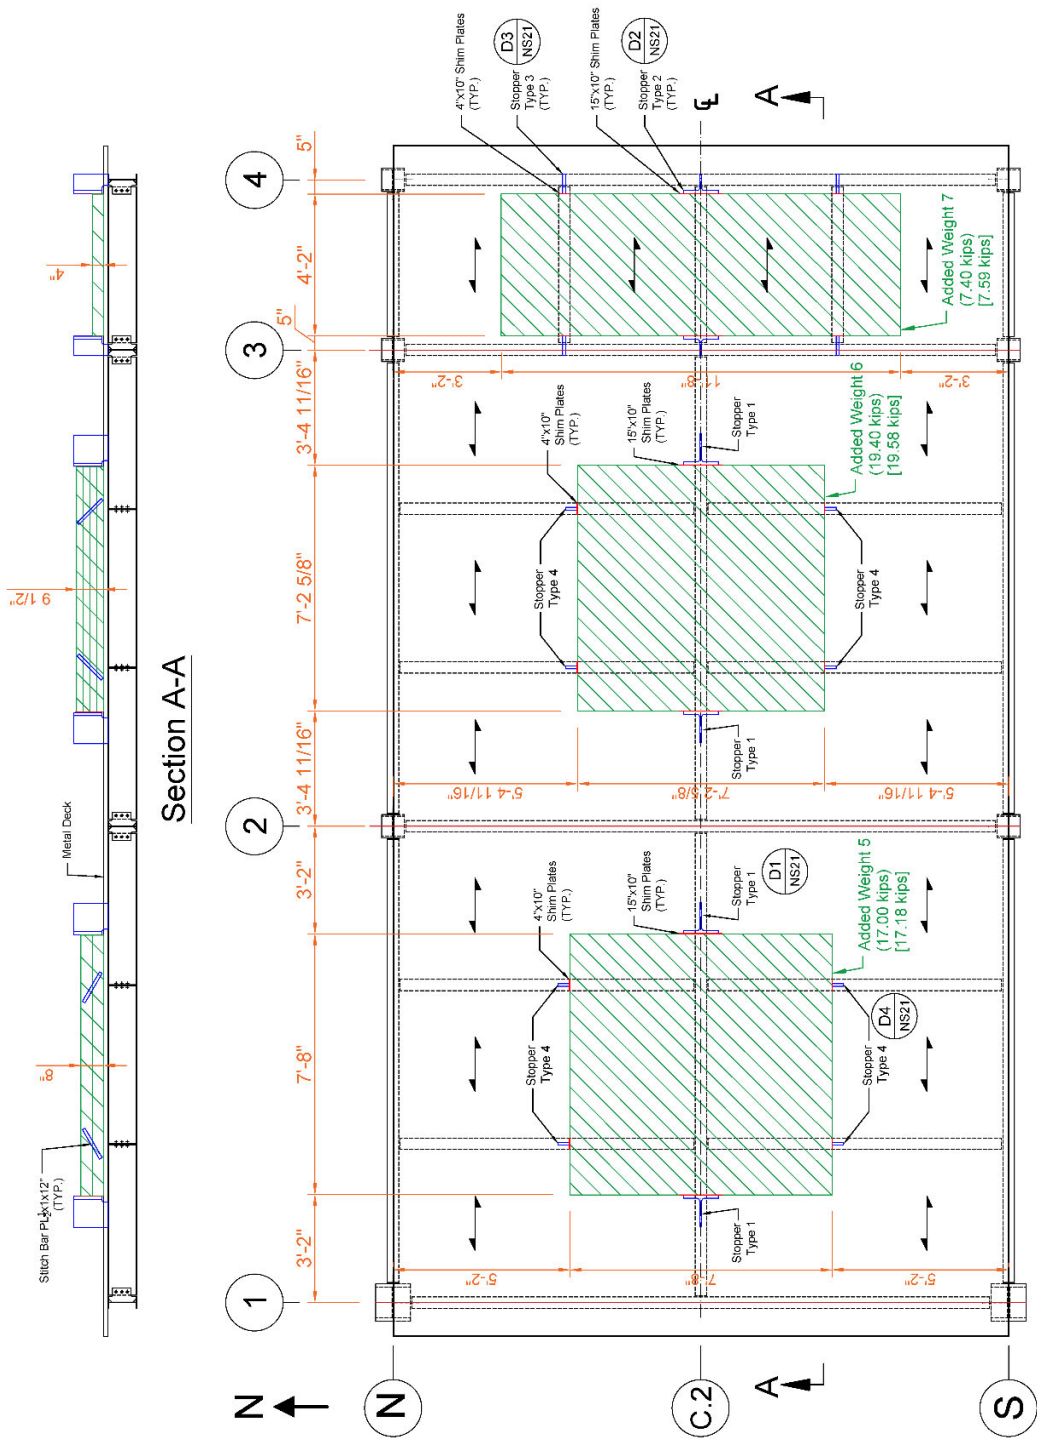 Stitch Bar PL½x1x12"
(TYP.)
8"
Metal Deck
9 1/2"
4"
Section A-A
N
1
2
3
4
3'-2"
7'-8"
3'-2"
3'-4 11/16"
7'-2 5/8"
3'-4 11/16"
5"
4'-2"
5"
N
C.2
S
A
A
℄
5'-2"
7'-8"
5'-2"
Stopper
Type 1
Stopper
Type 4
4"x10"
Shim Plates
(TYP.)
15"x10"
Shim Plates
(TYP.)
Stopper
Type 1
D1
NS21
Stopper
Type 4
D4
NS21
Added Weight 5
(17.00 kips)
[17.18 kips]
5'-4 11/16"
7'-2 5/8"
5'-4 11/16"
Stopper
Type 1
Stopper
Type 4
4"x10"
Shim Plates
(TYP.)
15"x10"
Shim Plates
(TYP.)
Stopper
Type 1
Stopper
Type 4
Added Weight 6
(19.40 kips)
[19.58 kips]
3'-2"
11'-8"
3'-2"
4"x10" Shim Plates
(TYP.)
Stopper
Type 3
(TYP.)
D3
NS21
15"x10" Shim Plates
(TYP.)
Stopper
Type 2
(TYP.)
D2
NS21
Added Weight 7
(7.40 kips)
[7.59 kips]